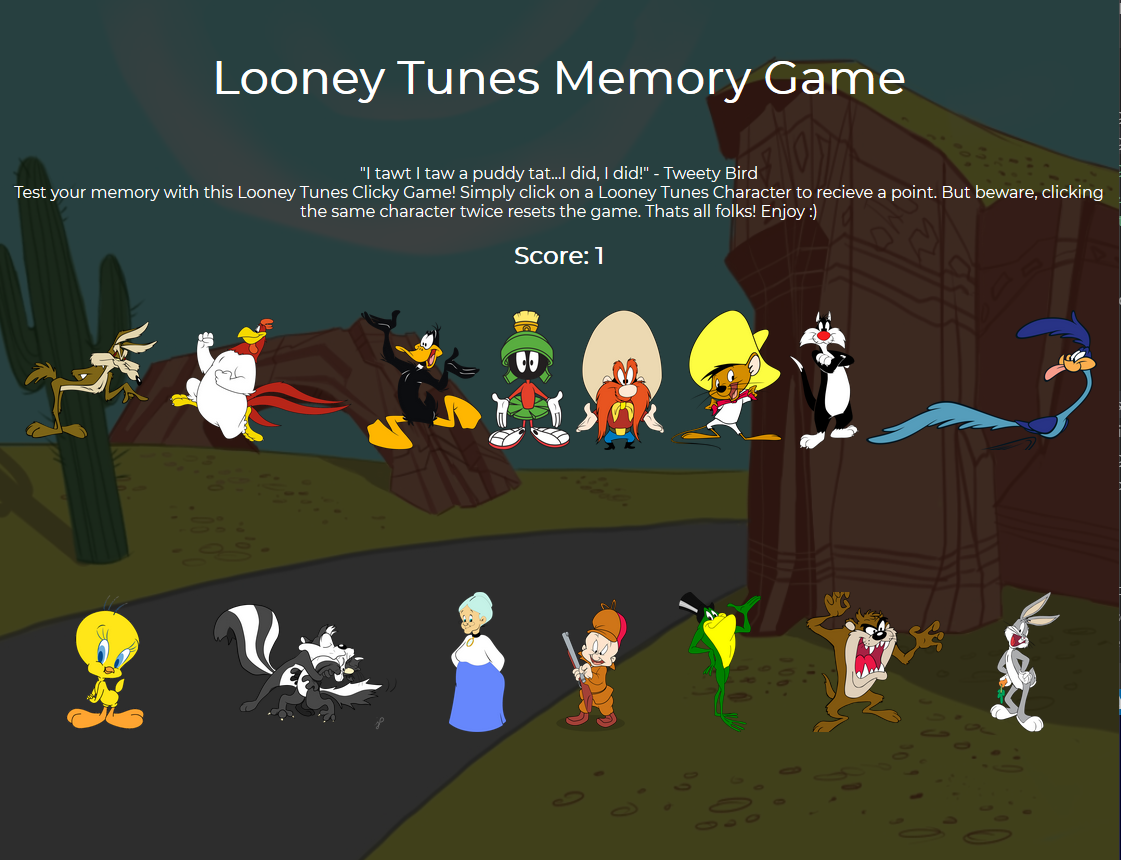 Looney Tunes Memory Game
"I tawt I taw a puddy tat...I did, I did!" - Tweety Bird
Test your memory with this Looney Tunes Clicky Game! Simply click on a Looney Tunes Character to recieve a point. But beware, clicking
the same character twice resets the game. Thats all folks! Enjoy :)
Score: 1